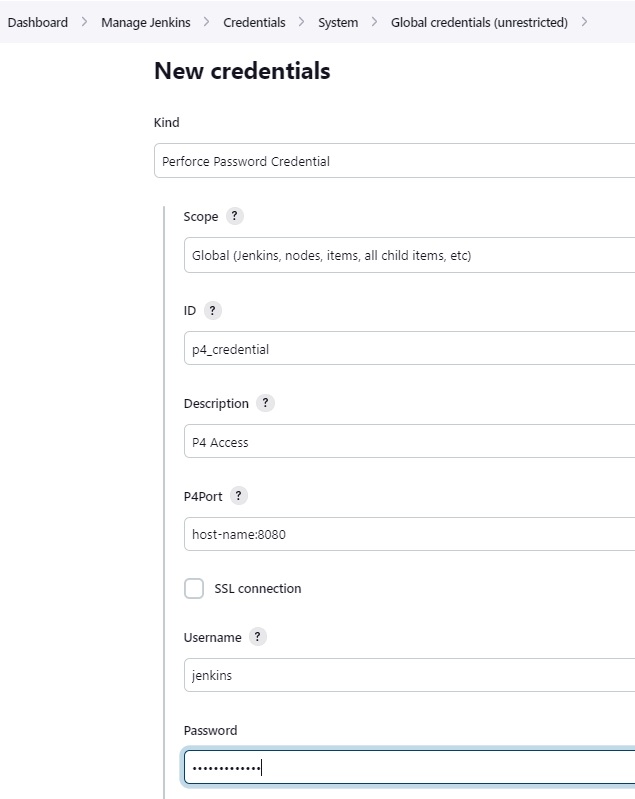 Dashboard > Manage Jenkins > Credentials > System > Global credentials (unrestricted) >
New credentials
Kind
Perforce Password Credential
Scope ?
Global (Jenkins, nodes, items, all child items, etc)
ID ?
p4_credential
Description ?
P4 Access
P4Port ?
host-name:8080
SSL connection
Username ?
jenkins
Password
•••••••••••••